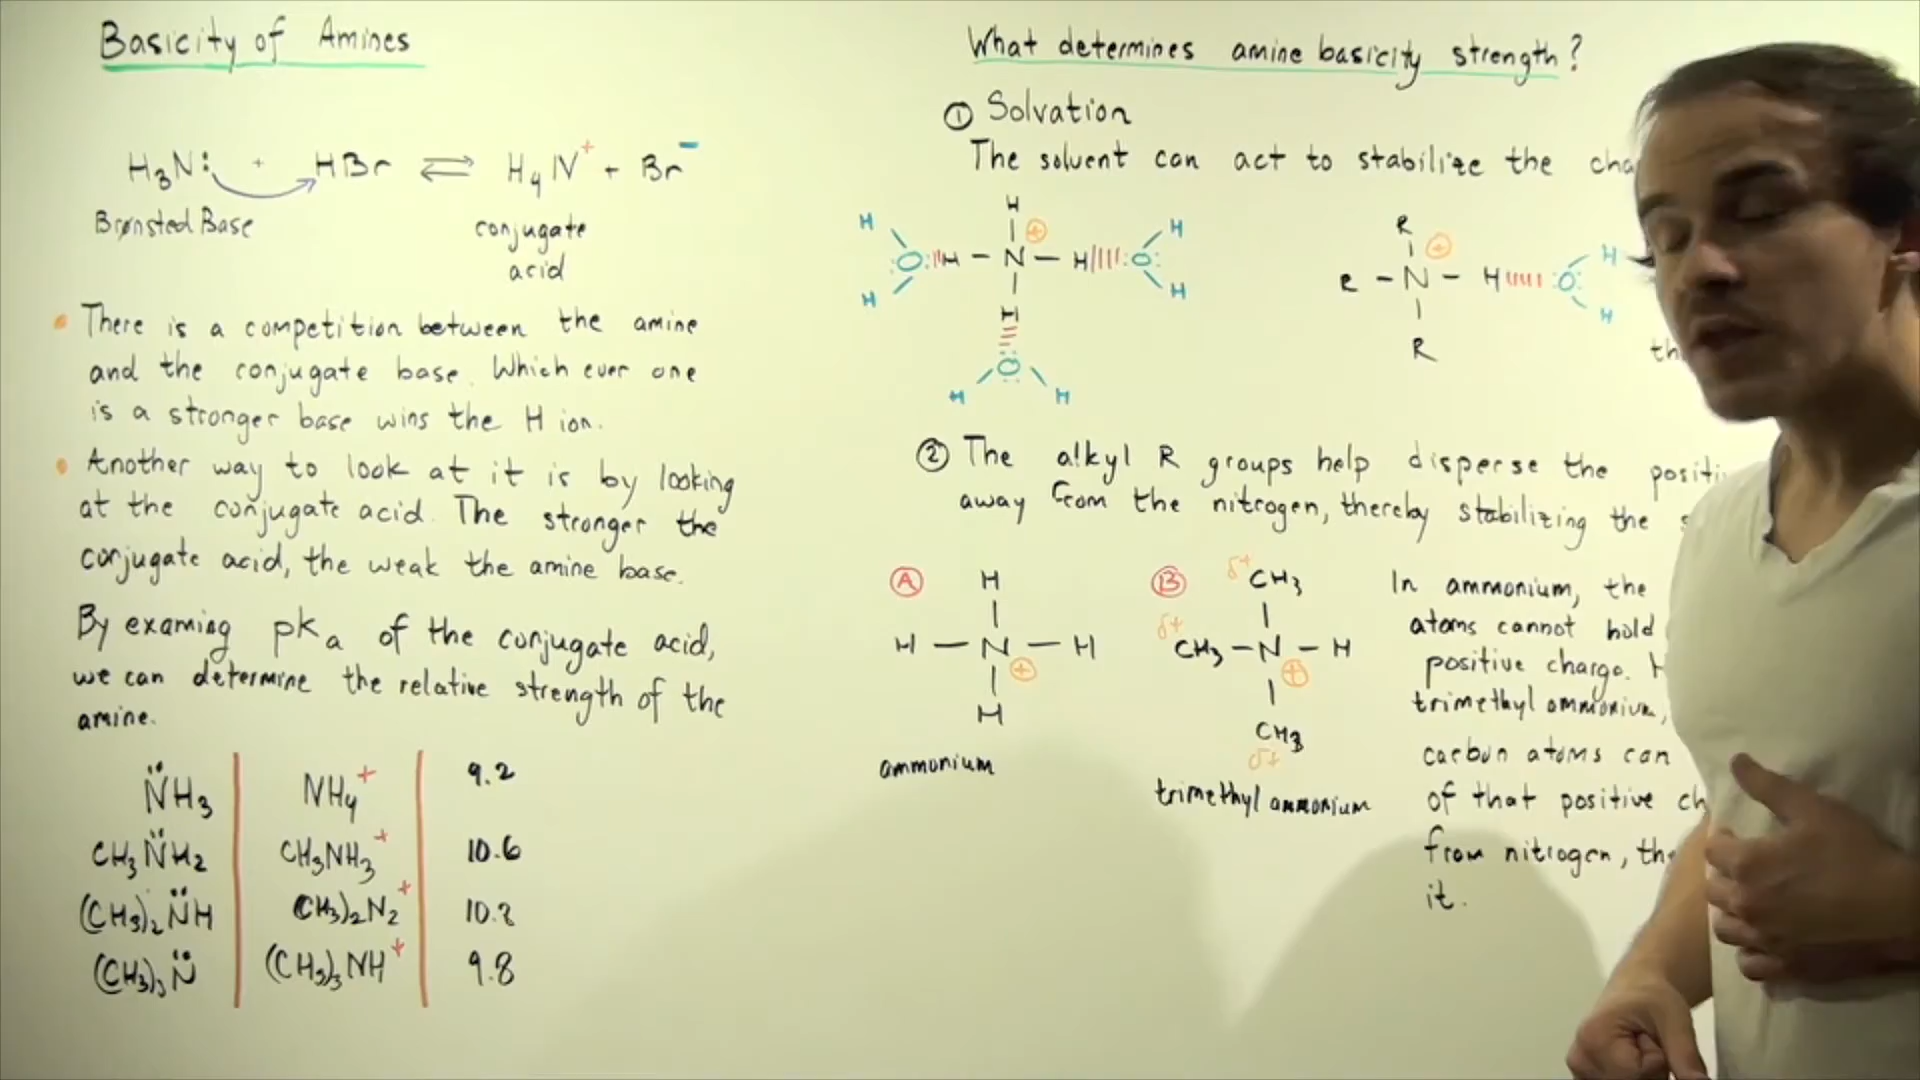 Basicity of Amines
H₃N: + HBr ⇌ H₄N⁺ + Br⁻
Brønsted Base
conjugate
acid
• There is a competition between the amine
and the conjugate base. Which ever one
is a stronger base wins the H ion.
• Another way to look at it is by looking
at the conjugate acid. The stronger the
conjugate acid, the weak the amine base.
By examing pKa of the conjugate acid,
we can determine the relative strength of the
amine.
NH₃ | NH₄⁺ | 9.2
CH₃NH₂ | CH₃NH₃⁺ | 10.6
(CH₃)₂NH | (CH₃)₂N₂⁺ |
(CH₃)₃N | (CH₃)₃NH⁺ | 9.8
What determines amine basicity strength?
① Solvation
The solvent can act to stabilize the
H
H H
O H – N – H O
H H
H
O
H H
R
R – N – H O
R
H
H
② The alkyl R groups help disperse the
away from the nitrogen, thereby stabilizing the
A
H
H – N – H
+
H
ammonium
B
δ+ CH₃
δ+
CH₃ – N – H
+
CH₃
δ+
trimethyl ammonium
In ammonium, the
atoms cannot hold
positive charge.
trimethyl ammonium,
carbon atoms can
of that positive
from nitrogen,
it.